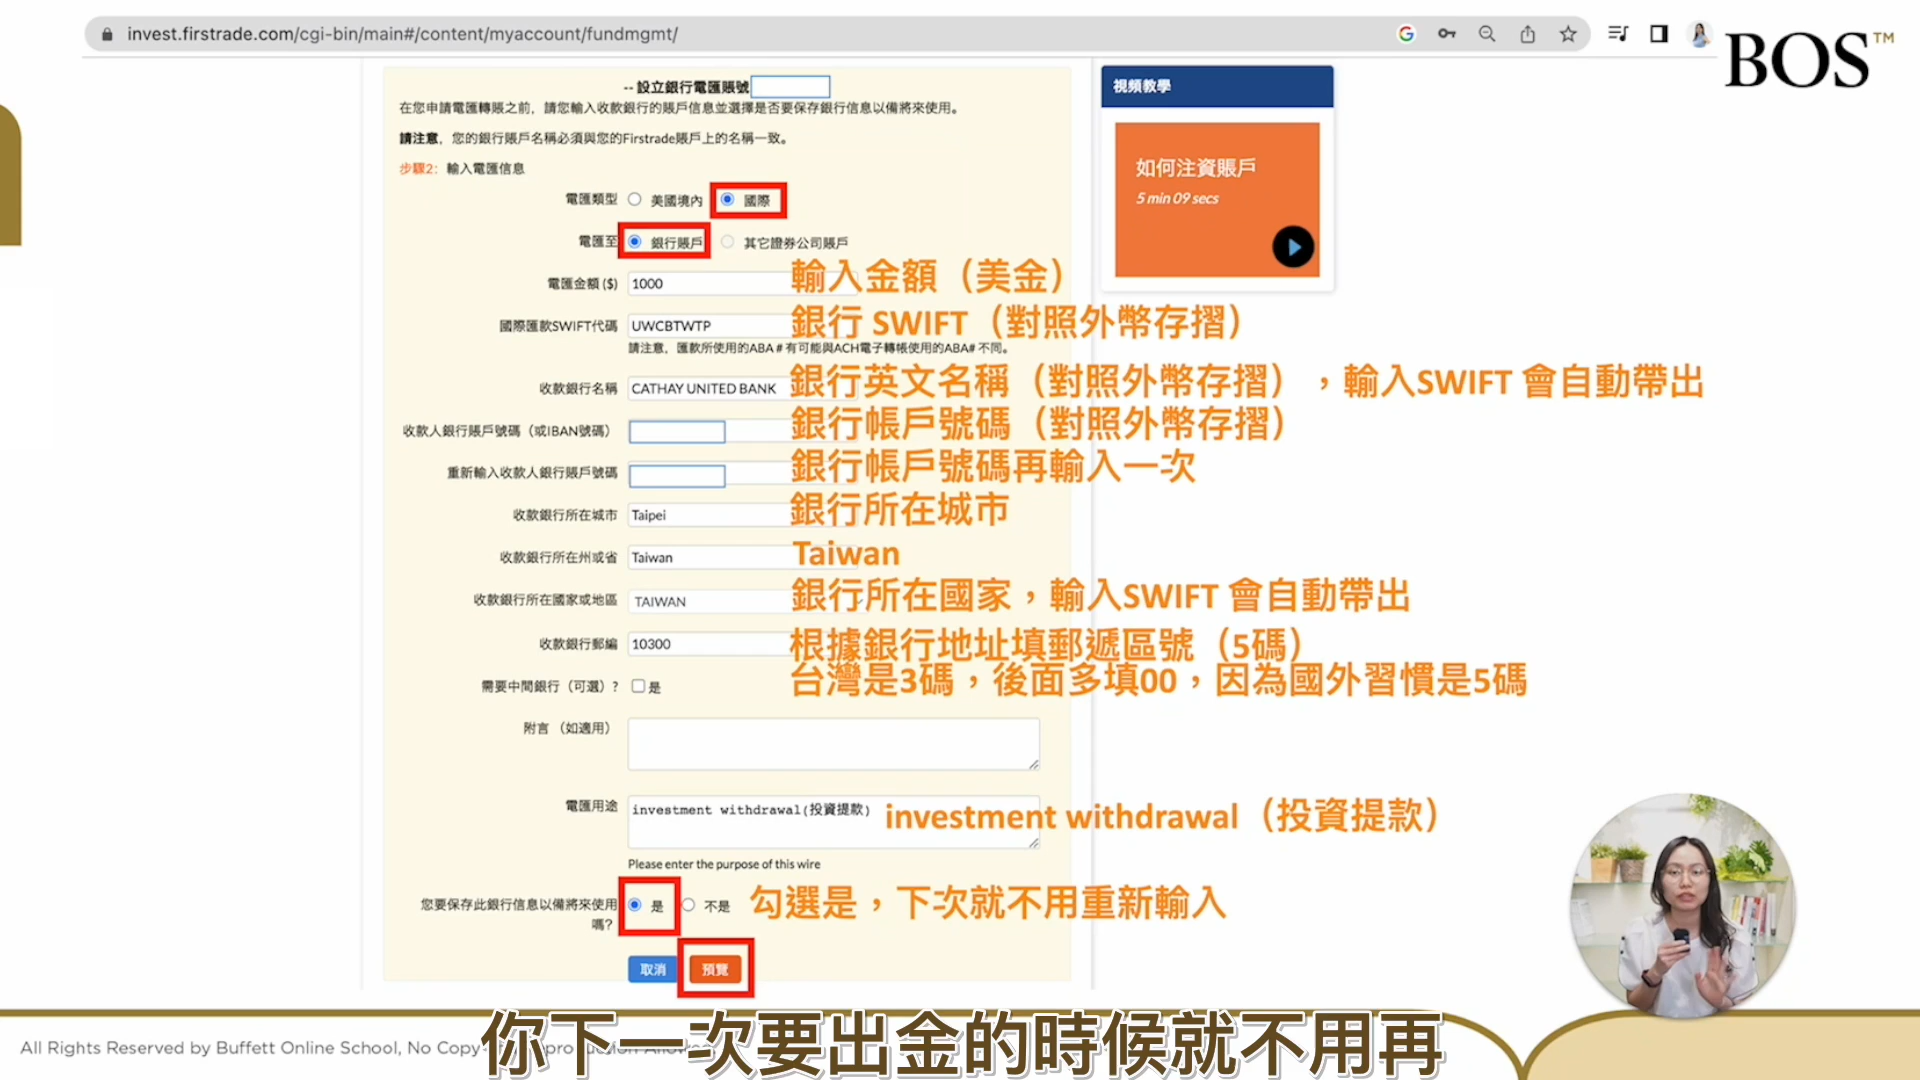 invest.firstrade.com/cgi-bin/main#/content/myaccount/fundmgmt/
BOS™
-- 設立銀行電匯賬號
在您申請電匯轉賬之前，請您輸入收款銀行的賬戶信息並選擇是否要保存銀行信息以備將來使用。
請注意，您的銀行賬戶名稱必須與您的Firstrade賬戶上的名稱一致。
步驟2: 輸入電匯信息
電匯類型 美國境內 國際
電匯至 銀行賬戶 其它證券公司賬戶
電匯金額 ($) 1000 輸入金額（美金）
國際匯款SWIFT代碼 UWCBTWTP 銀行 SWIFT（對照外幣存摺）
請注意，匯款所使用的ABA # 有可能與ACH電子轉帳使用的ABA# 不同。
收款銀行名稱 CATHAY UNITED BANK 銀行英文名稱（對照外幣存摺），輸入SWIFT 會自動帶出
收款人銀行賬戶號碼（或IBAN號碼） 銀行帳戶號碼（對照外幣存摺）
重新輸入收款人銀行賬戶號碼 銀行帳戶號碼再輸入一次
收款銀行所在城市 Taipei 銀行所在城市
收款銀行所在州或省 Taiwan Taiwan
收款銀行所在國家或地區 TAIWAN 銀行所在國家，輸入SWIFT 會自動帶出
收款銀行郵編 10300 根據銀行地址填郵遞區號（5碼）
需要中間銀行（可選）? 是 台灣是3碼，後面多填00，因為國外習慣是5碼
附言 （如適用）
電匯用途 investment withdrawal(投資提款) investment withdrawal（投資提款）
Please enter the purpose of this wire
您要保存此銀行信息以備將來使用
嗎? 是 不是 勾選是，下次就不用重新輸入
取消 預覽
視頻教學
如何注資賬戶
5 min 09 secs
你下一次要出金的時候就不用再
All Rights Reserved by Buffett Online School, No Copy